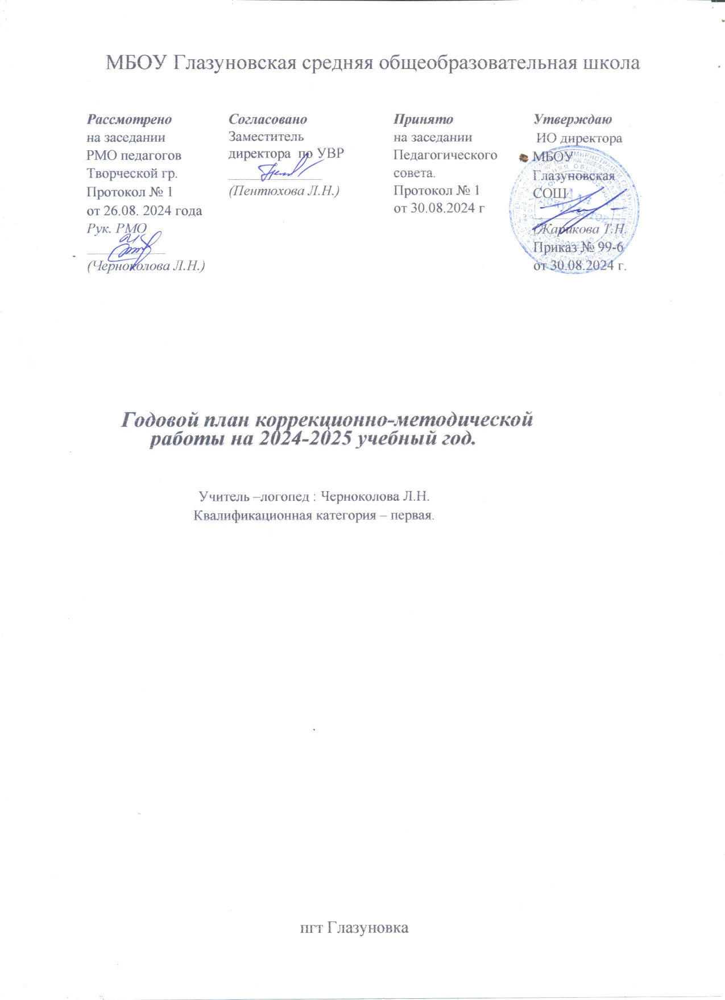 МБОУ Глазуновская средняя общеобразовательная школа
Рассмотрено
на заседании
РМО педагогов
Творческой гр.
Протокол № 1
от 26.08. 2024 года
Рук. РМО
(Черноколова Л.Н.)
Согласовано
Заместитель
директора по УВР
(Пентюхова Л.Н.)
Принято
на заседании
Педагогического
совета.
Протокол № 1
от 30.08.2024 г
Утверждаю
ИО директора
МБОУ
Глазуновская
СОШ
(Жарикова Т.Н.
Приказ № 99-6
от 30.08.2024 г.
Годовой план коррекционно-методической
работы на 2024-2025 учебный год.
Учитель –логопед : Черноколова Л.Н.
Квалификационная категория – первая.
пгт Глазуновка